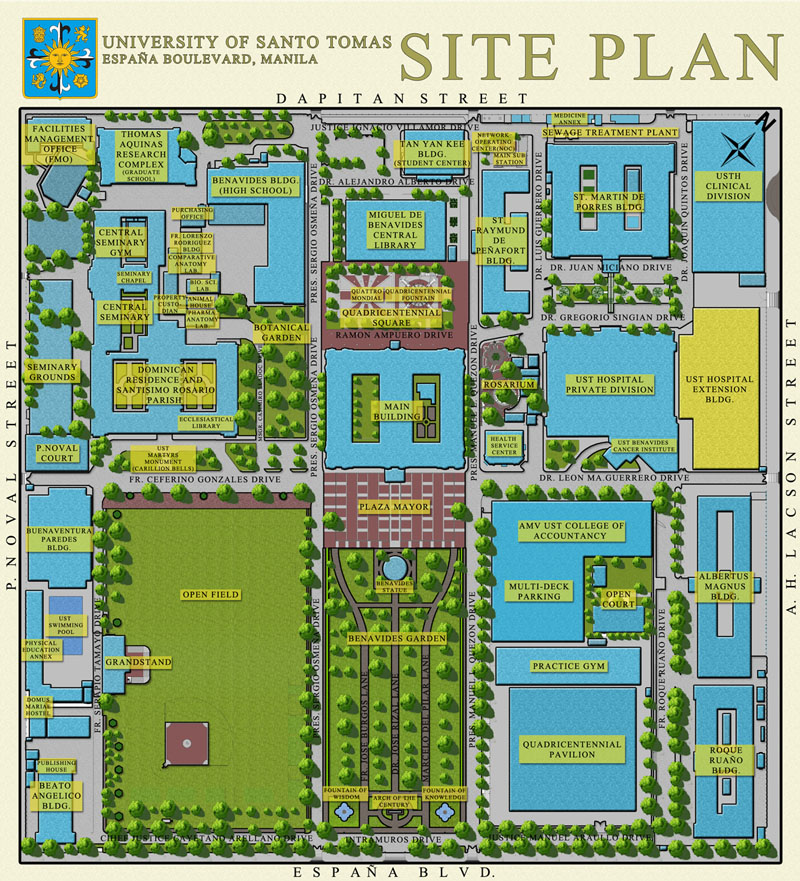 UNIVERSITY OF SANTO TOMAS
ESPAÑA BOULEVARD, MANILA
SITE PLAN
DAPITAN STREET
N
JUSTICE IGNACIO VILLAMOR DRIVE
MEDICINE
ANNEX
SEWAGE TREATMENT PLANT
FACILITIES
MANAGEMENT
OFFICE
(FMO)
THOMAS
AQUINAS
RESEARCH
COMPLEX
(GRADUATE
SCHOOL)
TAN YAN KEE
BLDG.
(STUDENT CENTER)
NETWORK
OPERATING
CENTER(NOC)
MAIN SUB
STATION
USTH
CLINICAL
DIVISION
BENAVIDES BLDG.
(HIGH SCHOOL)
DR. ALEJANDRO ALBERTO DRIVE
ST. MARTIN DE
PORRES BLDG.
PURCHASING
OFFICE
MIGUEL DE
BENAVIDES
CENTRAL
LIBRARY
ST.
RAYMUND
DE
PEÑAFORT
BLDG.
DR. LUIS GUERRERO DRIVE
DR. JOAQUIN QUINTOS DRIVE
CENTRAL
SEMINARY
GYM
FR. LORENZO
RODRIGUEZ
BLDG
COMPARATIVE
ANATOMY
LAB
PRES. SERGIO OSMEÑA DRIVE
SEMINARY
CHAPEL
BIO. SCI
LAB
DR. JUAN MICIANO DRIVE
PROPERTY
CUSTO-
DIAN
ANIMAL
HOUSE
PHARMA
ANATOMY
LAB
CENTRAL
SEMINARY
QUATTRO
MONDIAL
QUADRICENTENNIAL
FOUNTAIN
QUADRICENTENNIAL
SQUARE
DR. GREGORIO SINGIAN DRIVE
BOTANICAL
GARDEN
RAMON AMPUERO DRIVE
SEMINARY
GROUNDS
DOMINICAN
RESIDENCE AND
SANTISIMO ROSARIO
PARISH
PRES. SERGIO OSMEÑA DRIVE
MAIN
BUILDING
PRES. MANUEL L. QUEZON DRIVE
ROSARIUM
UST HOSPITAL
PRIVATE DIVISION
UST HOSPITAL
EXTENSION
BLDG.
ECCLESIASTICAL
LIBRARY
P.NOVAL
COURT
UST
MARTYRS
MONUMENT
(CARILLION BELLS)
HEALTH
SERVICE
CENTER
UST BENAVIDES
CANCER INSTITUTE
FR. CEFERINO GONZALES DRIVE
DR. LEON MA.GUERRERO DRIVE
P. NOVAL STREET
A. H. LACSON STREET
PLAZA MAYOR
BUENAVENTURA
PAREDES
BLDG.
AMV UST COLLEGE OF
ACCOUNTANCY
OPEN FIELD
BENAVIDES
STATUE
MULTI-DECK
PARKING
OPEN
COURT
ALBERTUS
MAGNUS
BLDG.
UST
SWIMMING
POOL
BENAVIDES GARDEN
PHYSICAL
EDUCATION
ANNEX
GRANDSTAND
FR. SERAPIO TAMAYO DRIVE
PRES. SERGIO OSMEÑA DRIVE
PRES. MANUEL L. QUEZON DRIVE
FR. ROQUE RUANO DRIVE
PRACTICE GYM
FR. JOSE BURGOS LANE
DR. JOSE RIZAL LANE
MARCELO DEL PILAR LANE
DOMUS
MARIAE
HOSTEL
QUADRICENTENNIAL
PAVILION
ROQUE
RUAÑO
BLDG.
PUBLISHING
HOUSE
BEATO
ANGELICO
BLDG.
FOUNTAIN OF
WISDOM
ARCH OF THE
CENTURY
FOUNTAIN OF
KNOWLEDGE
CHIEF JUSTICE CAYETANO ARELLANO DRIVE
INTRAMUROS DRIVE
JUSTICE MANUEL ARAULLO DRIVE
ESPAÑA BLVD.